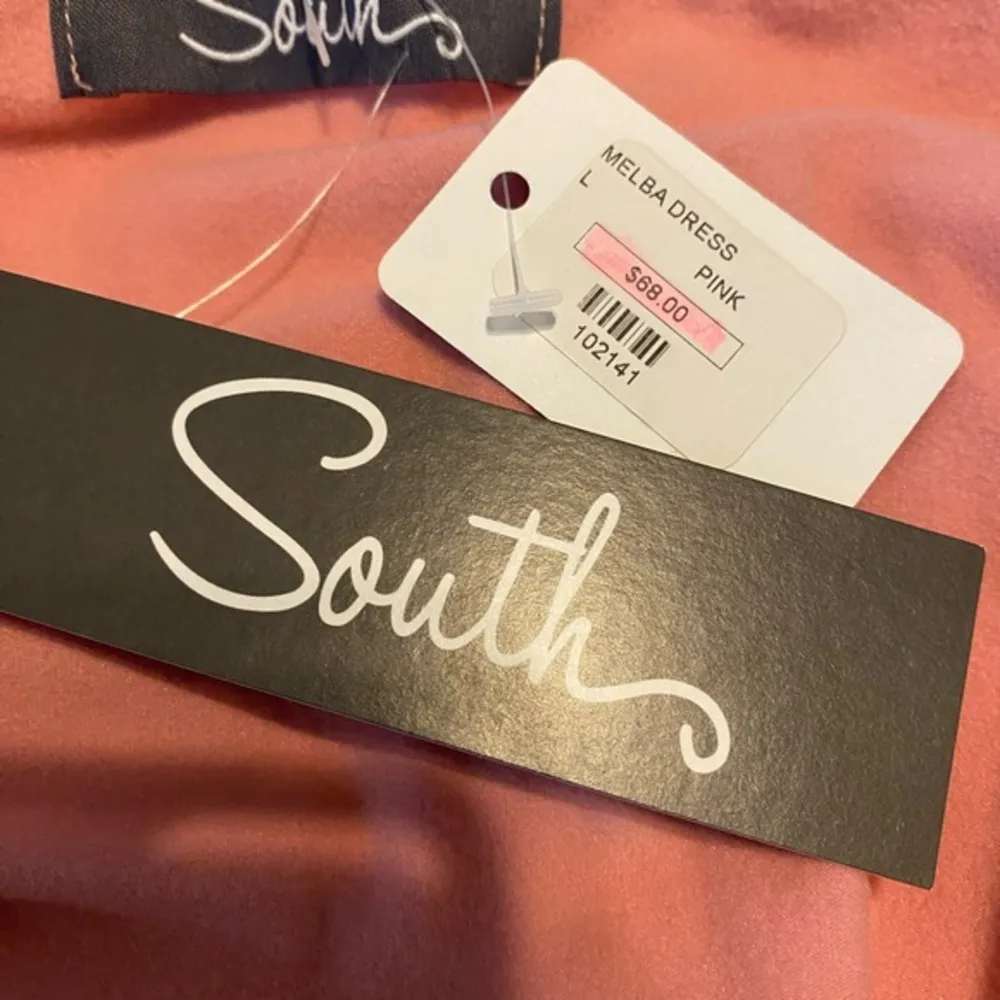 South
MELBA DRESS
L
PINK
$68.00
102141
South